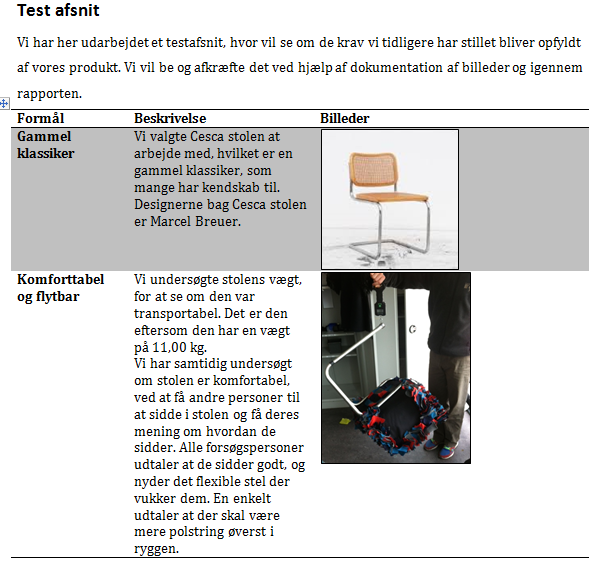 Test afsnit
Vi har her udarbejdet et testafsnit, hvor vil se om de krav vi tidligere har stillet bliver opfyldt
af vores produkt. Vi vil be og afkræfte det ved hjælp af dokumentation af billeder og igennem
rapporten.
Formål Beskrivelse Billeder
Gammel
klassiker
Vi valgte Cesca stolen at
arbejde med, hvilket er en
gammel klassiker, som
mange har kendskab til.
Designerne bag Cesca stolen
er Marcel Breuer.
Komforttabel
og flytbar
Vi undersøgte stolens vægt,
for at se om den var
transportabel. Det er den
eftersom den har en vægt
på 11,00 kg.
Vi har samtidig undersøgt
om stolen er komfortabel,
ved at få andre personer til
at sidde i stolen og få deres
mening om hvordan de
sidder. Alle forsøgspersoner
udtaler at de sidder godt, og
nyder det flexible stel der
vukker dem. En enkelt
udtaler at der skal være
mere polstring øverst i
ryggen.